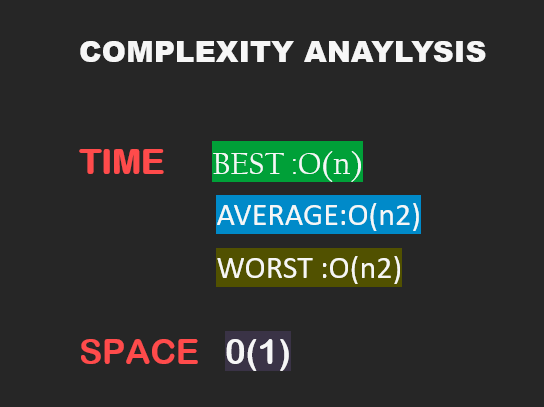 COMPLEXITY ANAYLYSIS
TIME BEST :O(n)
AVERAGE:O(n2)
WORST :O(n2)
SPACE 0(1)